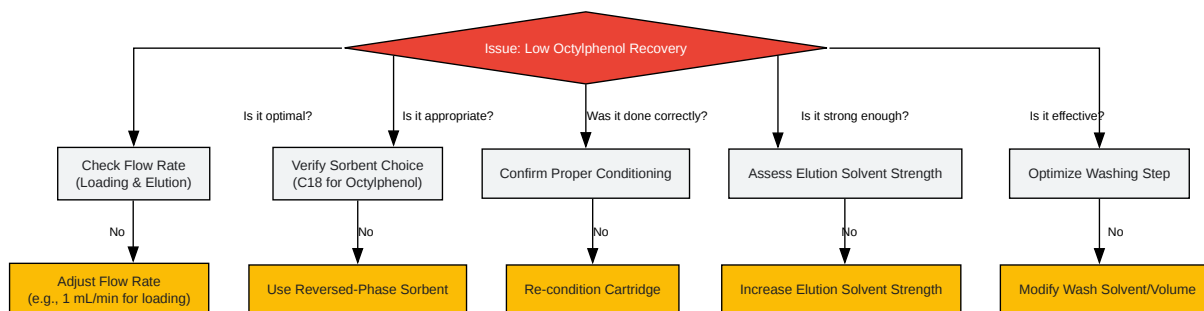 Issue: Low Octylphenol Recovery
Is it optimal?
Is it appropriate?
Was it done correctly?
Is it strong enough?
Is it effective?
Check Flow Rate
(Loading & Elution)
Verify Sorbent Choice
(C18 for Octylphenol)
Confirm Proper Conditioning
Assess Elution Solvent Strength
Optimize Washing Step
No
No
No
No
No
Adjust Flow Rate
(e.g., 1 mL/min for loading)
Use Reversed-Phase Sorbent
Re-condition Cartridge
Increase Elution Solvent Strength
Modify Wash Solvent/Volume